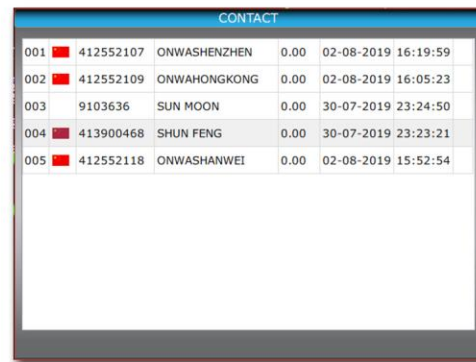 CONTACT
001 412552107 ONWASHENZHEN 0.00 02-08-2019 16:19:59
002 412552109 ONWAHONGKONG 0.00 02-08-2019 16:05:23
003 9103636 SUN MOON 0.00 30-07-2019 23:24:50
004 413900468 SHUN FENG 0.00 30-07-2019 23:23:21
005 412552118 ONWASHANWEI 0.00 02-08-2019 15:52:54